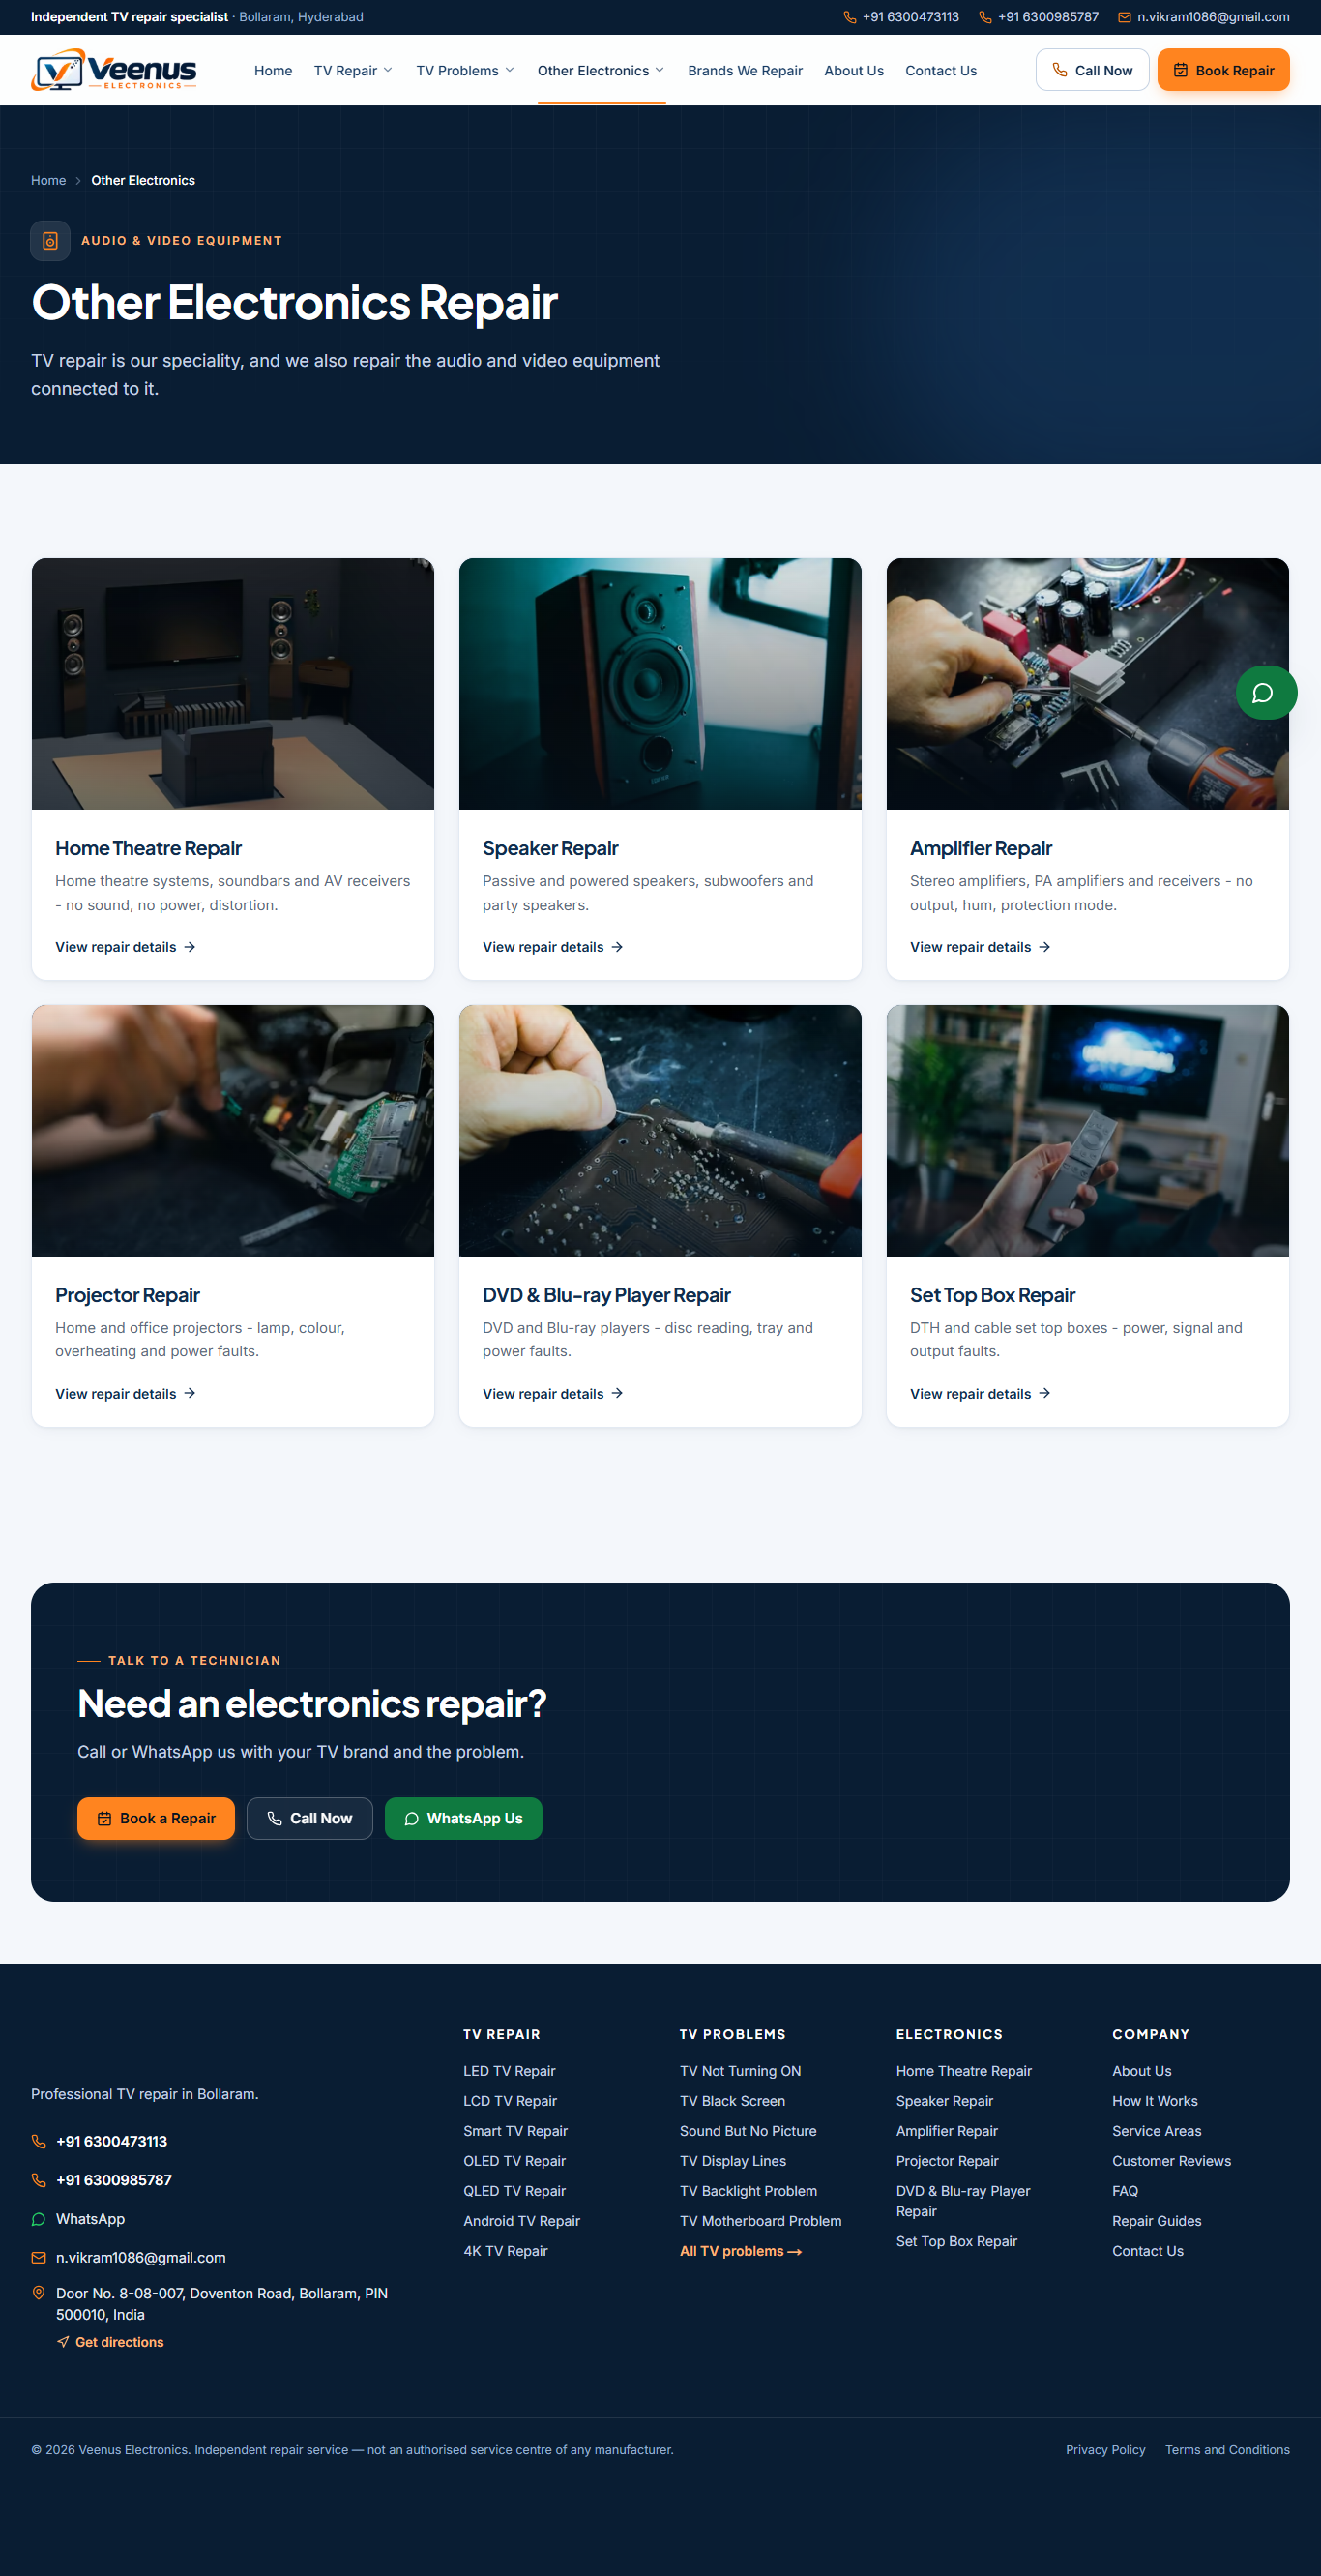 Independent TV repair specialist · Bollaram, Hyderabad
+91 6300473113
+91 6300985787
n.vikram1086@gmail.com
Veenus
ELECTRONICS
Home
TV Repair
TV Problems
Other Electronics
Brands We Repair
About Us
Contact Us
Call Now
Book Repair
Home
Other Electronics
AUDIO & VIDEO EQUIPMENT
Other Electronics Repair
TV repair is our speciality, and we also repair the audio and video equipment
connected to it.
Home Theatre Repair
Home theatre systems, soundbars and AV receivers
- no sound, no power, distortion.
View repair details →
Speaker Repair
Passive and powered speakers, subwoofers and
party speakers.
View repair details →
Amplifier Repair
Stereo amplifiers, PA amplifiers and receivers - no
output, hum, protection mode.
View repair details →
Projector Repair
Home and office projectors - lamp, colour,
overheating and power faults.
View repair details →
DVD & Blu-ray Player Repair
DVD and Blu-ray players - disc reading, tray and
power faults.
View repair details →
Set Top Box Repair
DTH and cable set top boxes - power, signal and
output faults.
View repair details →
TALK TO A TECHNICIAN
Need an electronics repair?
Call or WhatsApp us with your TV brand and the problem.
Book a Repair
Call Now
WhatsApp Us
Professional TV repair in Bollaram.
+91 6300473113
+91 6300985787
WhatsApp
n.vikram1086@gmail.com
Door No. 8-08-007, Doventon Road, Bollaram, PIN
500010, India
Get directions
TV REPAIR
LED TV Repair
LCD TV Repair
Smart TV Repair
OLED TV Repair
QLED TV Repair
Android TV Repair
4K TV Repair
TV PROBLEMS
TV Not Turning ON
TV Black Screen
Sound But No Picture
TV Display Lines
TV Backlight Problem
TV Motherboard Problem
All TV problems →
ELECTRONICS
Home Theatre Repair
Speaker Repair
Amplifier Repair
Projector Repair
DVD & Blu-ray Player
Repair
Set Top Box Repair
COMPANY
About Us
How It Works
Service Areas
Customer Reviews
FAQ
Repair Guides
Contact Us
© 2026 Veenus Electronics. Independent repair service — not an authorised service centre of any manufacturer.
Privacy Policy
Terms and Conditions